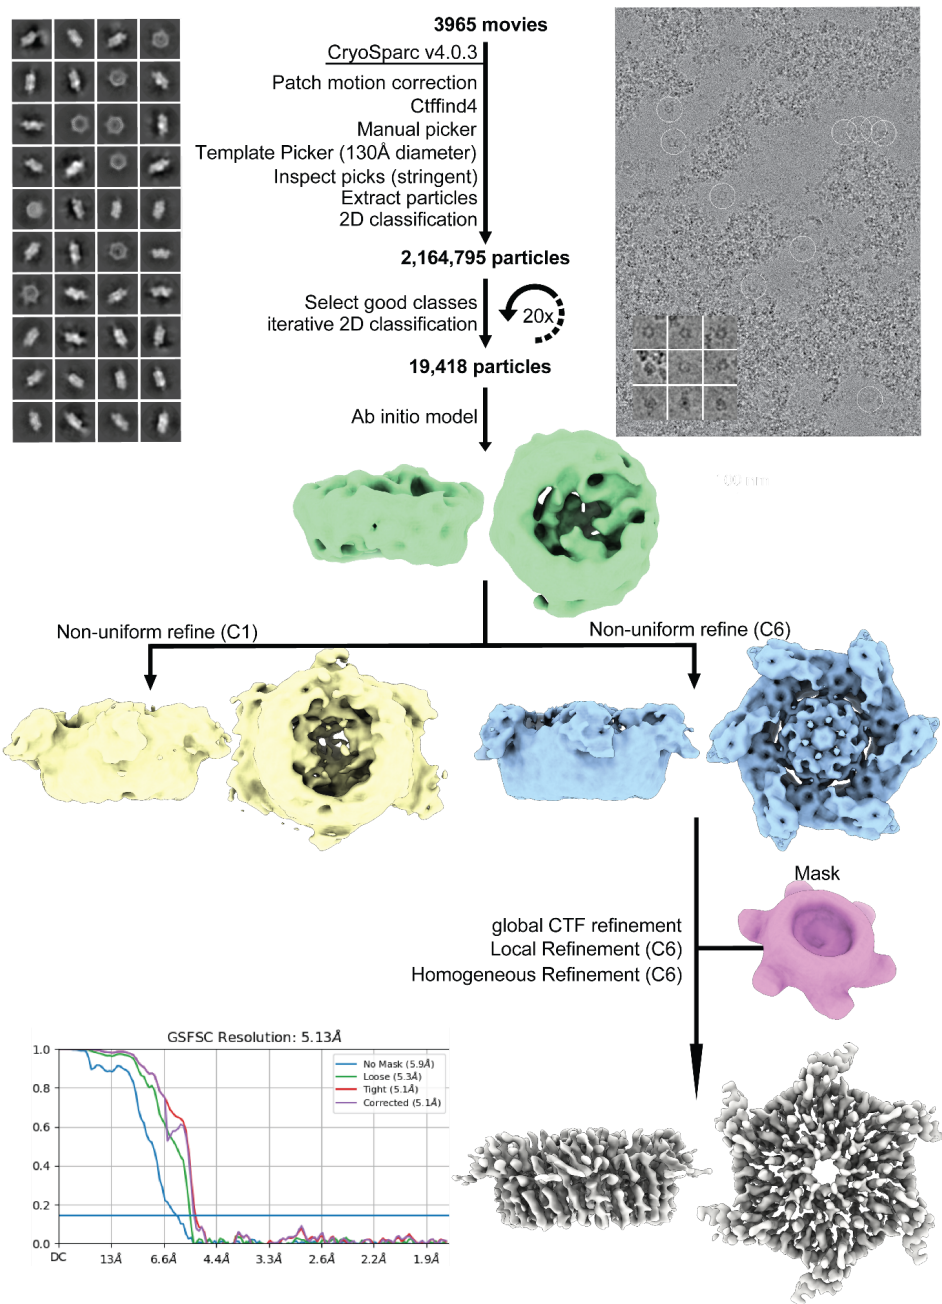 3965 movies
CryoSparc v4.0.3
Patch motion correction
Ctffind4
Manual picker
Template Picker (130Å diameter)
Inspect picks (stringent)
Extract particles
2D classification
2,164,795 particles
Select good classes
iterative 2D classification
20x
19,418 particles
Ab initio model
100 nm
Non-uniform refine (C1)
Non-uniform refine (C6)
Mask
global CTF refinement
Local Refinement (C6)
Homogeneous Refinement (C6)
GSFSC Resolution: 5.13Å
No Mask (5.9Å)
Loose (5.3Å)
Tight (5.1Å)
Corrected (5.1Å)
1.0
0.8
0.6
0.4
0.2
0.0
DC 13Å 6.6Å 4.4Å 3.3Å 2.6Å 2.2Å 1.9Å